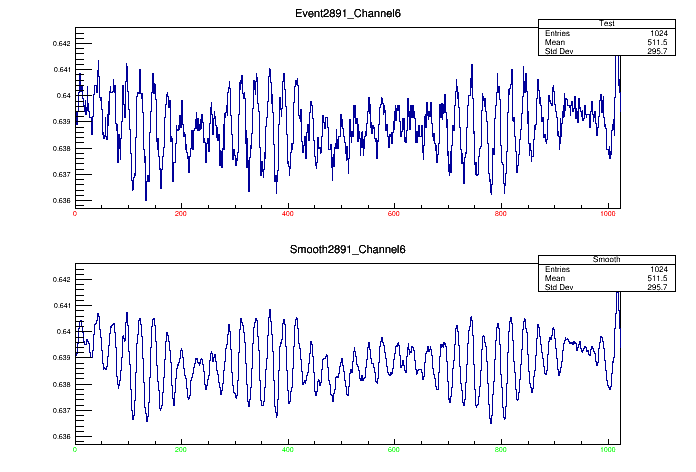 Event2891_Channel6
Test
Entries 1024
Mean 511.5
Std Dev 295.7
0.642
0.641
0.64
0.639
0.638
0.637
0.636
0 200 400 600 800 1000
Smooth2891_Channel6
Smooth
Entries 1024
Mean 511.5
Std Dev 295.7
0.642
0.641
0.64
0.639
0.638
0.637
0.636
0 200 400 600 800 1000